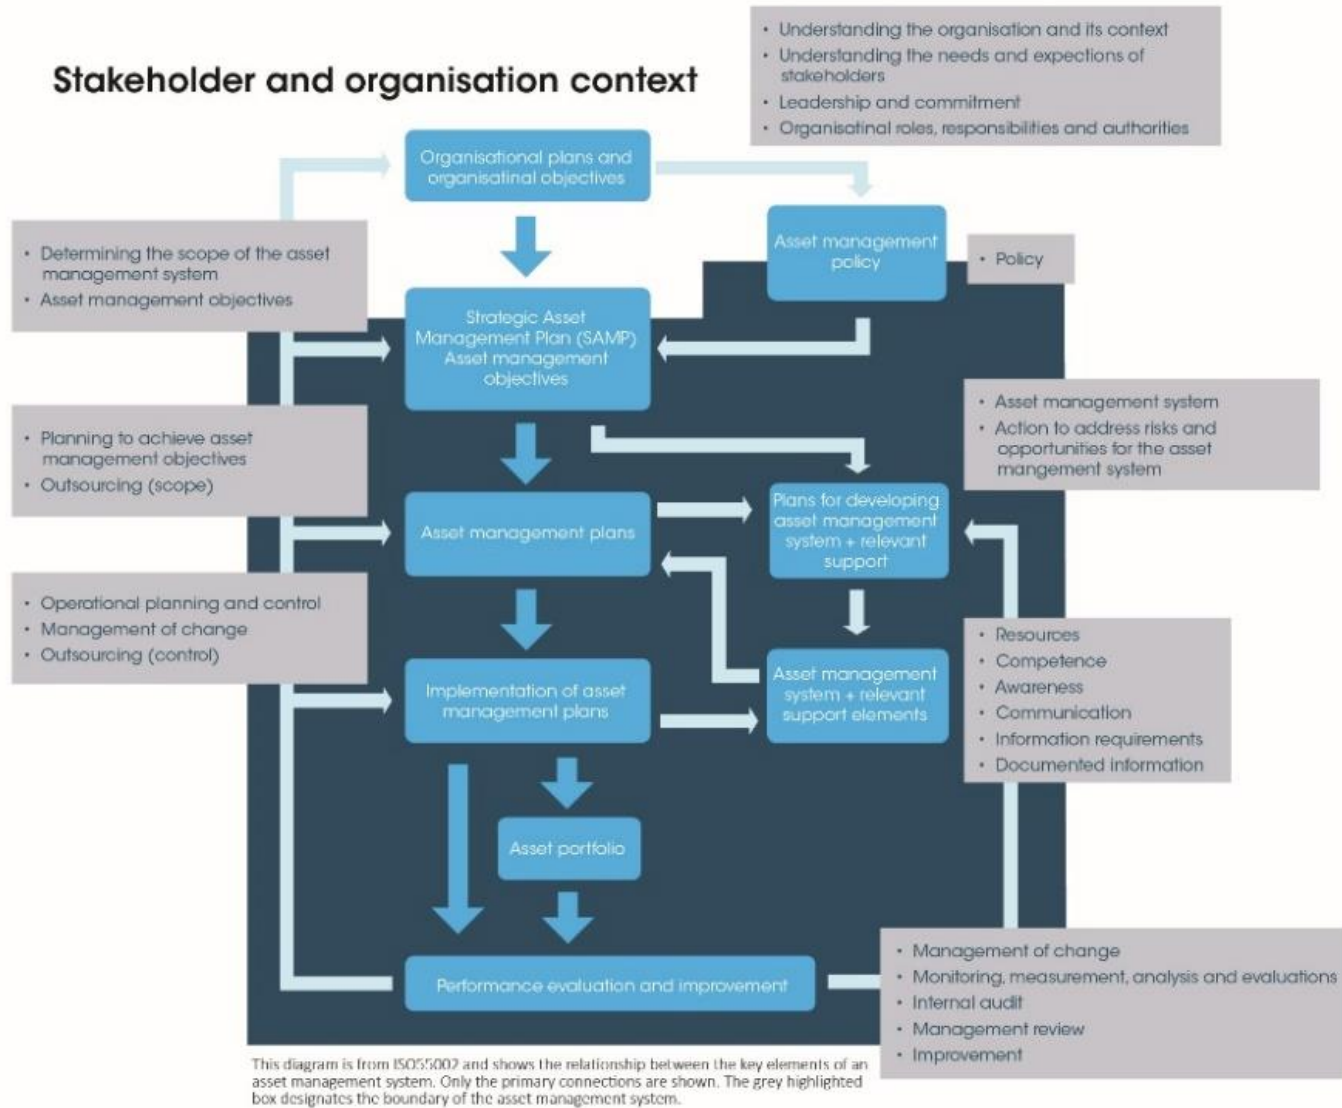 Stakeholder and organisation context
• Understanding the organisation and its context
• Understanding the needs and expections of
stakeholders
• Leadership and commitment
• Organisatinal roles, responsibilities and authorities
Organisational plans and
organisatinal objectives
• Determining the scope of the asset
management system
• Asset management objectives
Asset management
policy
• Policy
Strategic Asset
Management Plan (SAMP)
Asset management
objectives
• Asset management system
• Action to address risks and
opportunities for the asset
mangement system
• Planning to achieve asset
management objectives
• Outsourcing (scope)
Asset management plans
Plans for developing
asset management
system + relevant
support
• Operational planning and control
• Management of change
• Outsourcing (control)
Implementation of asset
management plans
Asset management
system + relevant
support elements
• Resources
• Competence
• Awareness
• Communication
• Information requirements
• Documented information
Asset portfolio
Performance evaluation and improvement
• Management of change
• Monitoring, measurement, analysis and evaluations
• Internal audit
• Management review
• Improvement
This diagram is from ISO55002 and shows the relationship between the key elements of an
asset management system. Only the primary connections are shown. The grey highlighted
box designates the boundary of the asset management system.